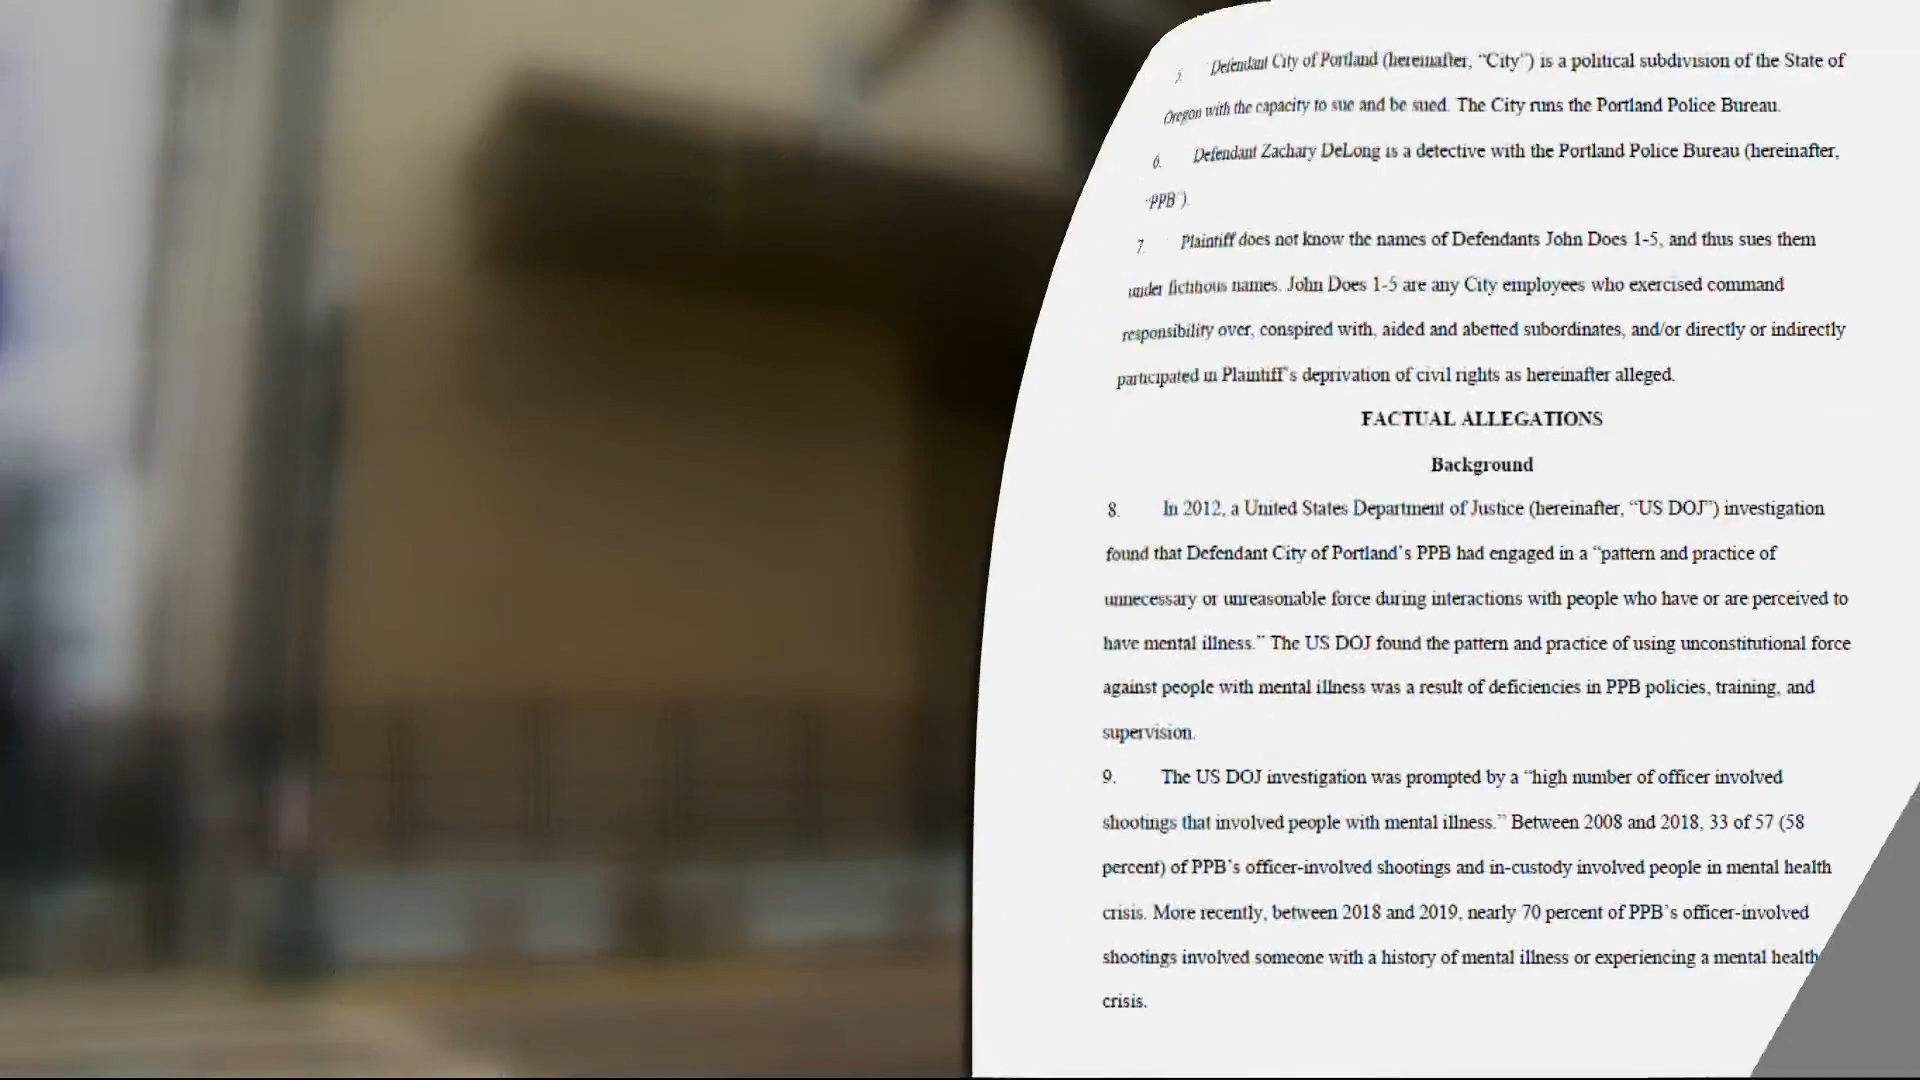 5. Defendant City of Portland (hereinafter, “City”) is a political subdivision of the State of
Oregon with the capacity to sue and be sued. The City runs the Portland Police Bureau.
6. Defendant Zachary DeLong is a detective with the Portland Police Bureau (hereinafter,
“PPB”).
7 Plaintiff does not know the names of Defendants John Does 1-5, and thus sues them
under fictitious names. John Does 1-5 are any City employees who exercised command
responsibility over, conspired with, aided and abetted subordinates, and/or directly or indirectly
participated in Plaintiff’s deprivation of civil rights as hereinafter alleged.
FACTUAL ALLEGATIONS
Background
8. In 2012, a United States Department of Justice (hereinafter, “US DOJ”) investigation
found that Defendant City of Portland’s PPB had engaged in a “pattern and practice of
unnecessary or unreasonable force during interactions with people who have or are perceived to
have mental illness.” The US DOJ found the pattern and practice of using unconstitutional force
against people with mental illness was a result of deficiencies in PPB policies, training, and
supervision.
9. The US DOJ investigation was prompted by a “high number of officer involved
shootings that involved people with mental illness.” Between 2008 and 2018, 33 of 57 (58
percent) of PPB’s officer-involved shootings and in-custody involved people in mental health
crisis. More recently, between 2018 and 2019, nearly 70 percent of PPB’s officer-involved
shootings involved someone with a history of mental illness or experiencing a mental health
crisis.